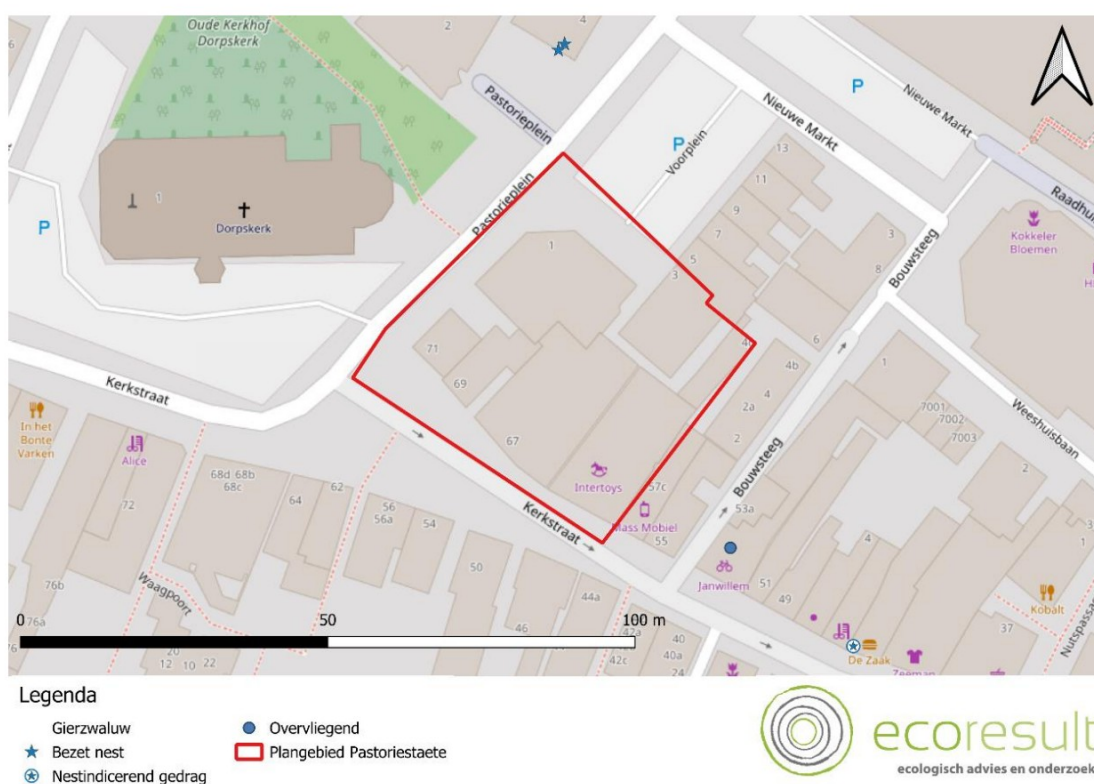 Oude Kerkhof
Dorpskerk
2
4
6
Pastorieplein
P
Nieuwe Markt
P
Nieuwe Markt
Voorplein
13
11
9
7
5
3
1
Dorpskerk
P
Pastorieplein
1
3
8
6
Bouwsteeg
Kokkeler
Bloemen
71
69
67
4b
4
2a
2
Intertoys
57c
Mass Mobiel
55
Kerkstraat
In het
Bonte
Varken
Alice
72
68d 68b
68c
64
62
56
56a
54
50
46
44a
42a
42c
40
40a
24
Kerkstraat
Bouwsteeg
1
7001
7002
7003
Weeshuisbaan
2
53a
Janwillem
51
49
4
De Zaak
Zeeman
37
Kobalt
1
76b
76a
76
Waagpoort
20
12 10 22
0 50 100 m
Legenda
Gierzwaluw
Bezet nest
Nestindicerend gedrag
Overvliegend
Plangebied Pastoriestaete
ecoresult
ecologisch advies en onderzoek